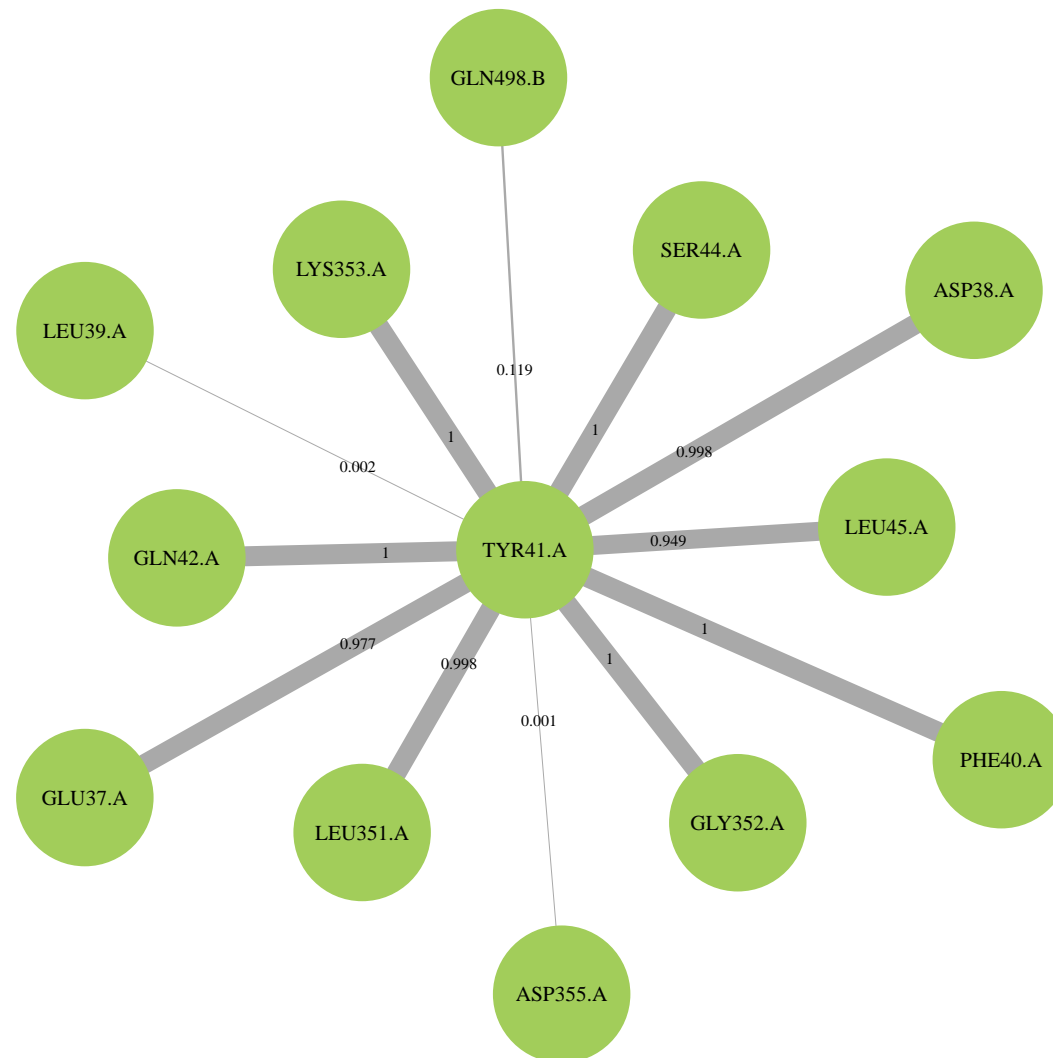 GLN498.B
SER44.A
LYS353.A
ASP38.A
LEU39.A
0.119
1
1
0.998
0.002
LEU45.A
0.949
TYR41.A
1
GLN42.A
1
0.977
0.998
1
0.001
PHE40.A
GLU37.A
LEU351.A
GLY352.A
ASP355.A